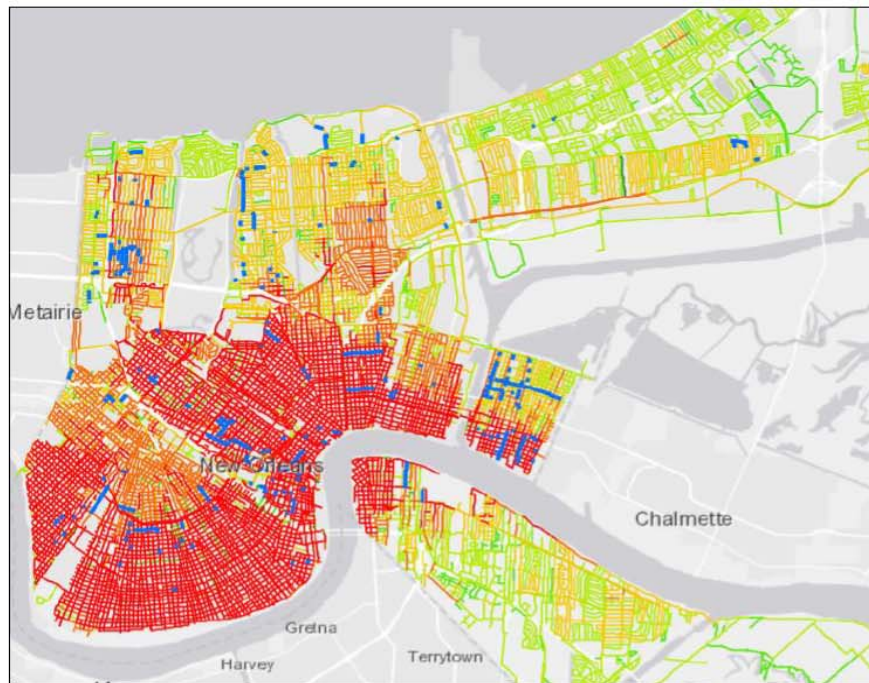 Metairie
New Orleans
Chalmette
Gretna
Terrytown
Harvey